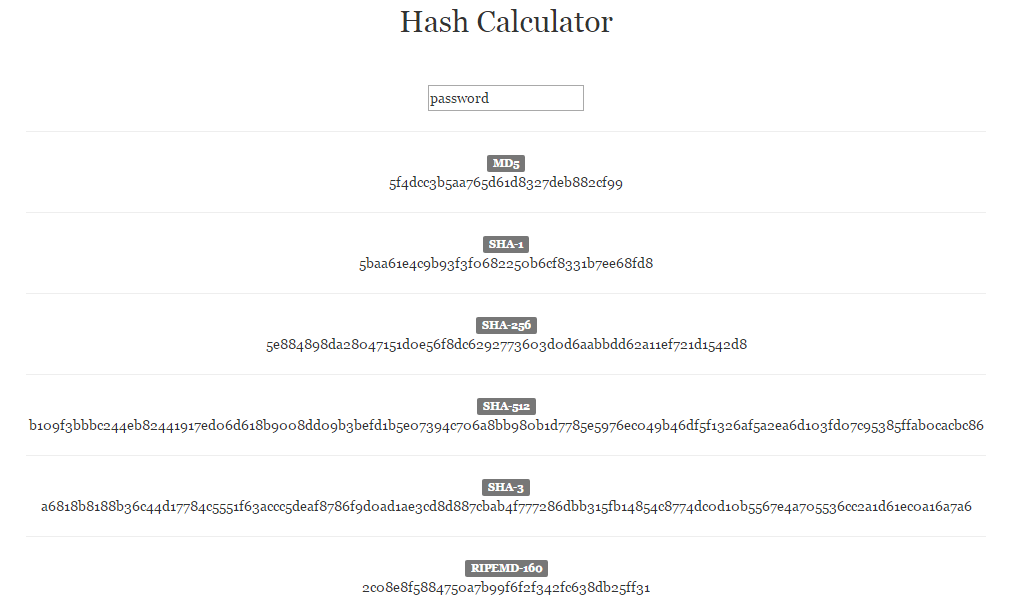 Hash Calculator
password
MD5
5f4dcc3b5aa765d61d8327deb882cf99
SHA-1
5baa61e4c9b93f3f0682250b6cf8331b7ee68fd8
SHA-256
5e884898da28047151d0e56f8dc6292773603d0d6aabbdd62a11ef721d1542d8
SHA-512
b109f3bbbc244eb82441917ed06d618b9008dd09b3befd1b5e07394c706a8bb980b1d7785e5976ec049b46df5f1326af5a2ea6d103fd07c95385ffab0cacbc86
SHA-3
a6818b8188b36c44d17784c5551f63accc5deaf8786f9d0ad1ae3cd8d887cbab4f777286dbb315fb14854c8774dc0d10b5567e4a705536cc2a1d61ec0a16a7a6
RIPEMD-160
2c08e8f5884750a7b99f6f2f342fc638db25ff31